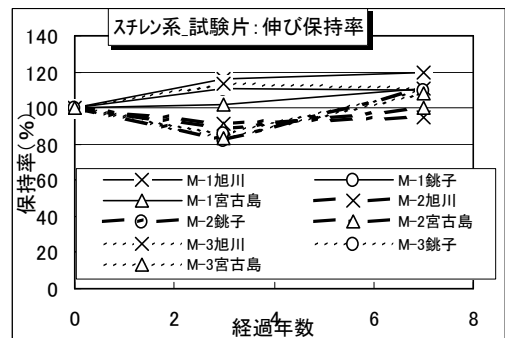 スチレン系_試験片：伸び保持率
140
120
100
80
60
40
20
0
保持率(%)
M-1旭川
M-1銚子
M-1宮古島
M-2旭川
M-2銚子
M-2宮古島
M-3旭川
M-3銚子
M-3宮古島
0 2 4 6 8
経過年数